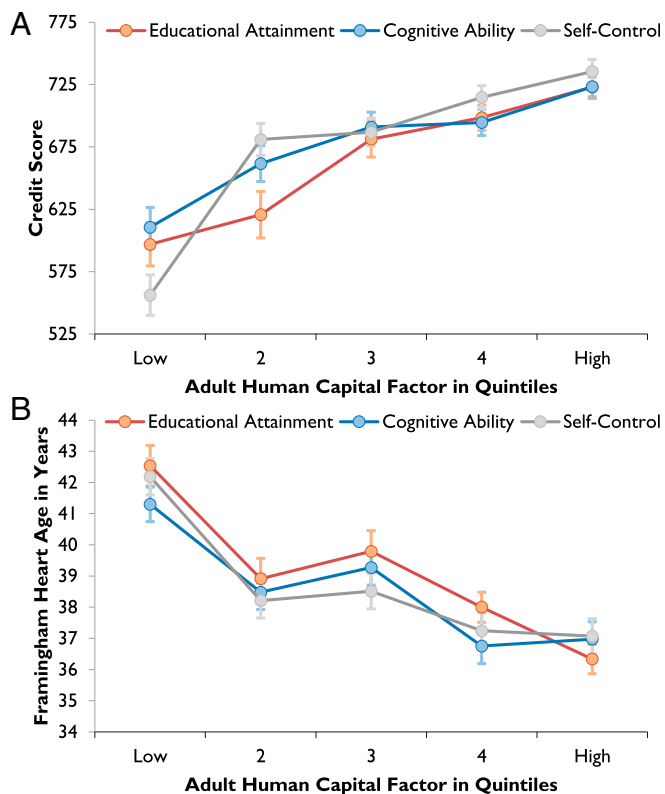 A
775
Educational Attainment Cognitive Ability Self-Control
725
675
625
575
525
Credit Score
Low 2 3 4 High
Adult Human Capital Factor in Quintiles
B
44
Educational Attainment Cognitive Ability Self-Control
43
42
41
40
39
38
37
36
35
34
Framingham Heart Age in Years
Low 2 3 4 High
Adult Human Capital Factor in Quintiles